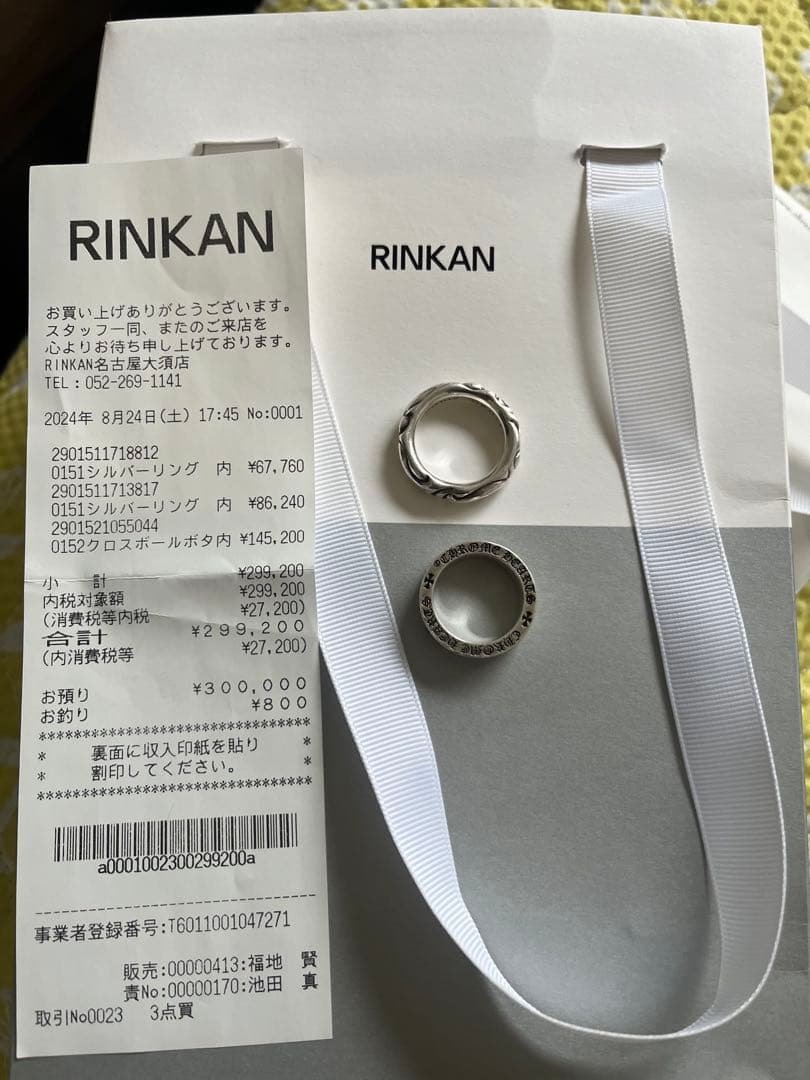 RINKAN
お買い上げありがとうございます。
スタッフ一同、またのご来店を
心よりお待ち申し上げております。
RINKAN名古屋大須店
TEL:052-269-1141
2024年 8月24日(土) 17:45 No:0001
2901511718812
0151シルバーリング 内 ¥67,760
2901511713817
0151シルバーリング 内 ¥86,240
2901521055044
0152クロスボールボタ内 ¥145,200
小 計 ¥299,200
内税対象額 ¥299,200
(消費税等内税 ¥27,200)
合計 ¥299,200
(内消費税等 ¥27,200)
お預り ¥300,000
お釣り ¥800
********************************
* 裏面に収入印紙を貼り *
* 割印してください。 *
********************************
a0001002300299200a
--------------------------------
事業者登録番号:T6011001047271
販売:00000413:福地 賢
責No:00000170:池田 真
取引No0023 3点買
RINKAN
CHROME HEARTS
CHROME HEARTS